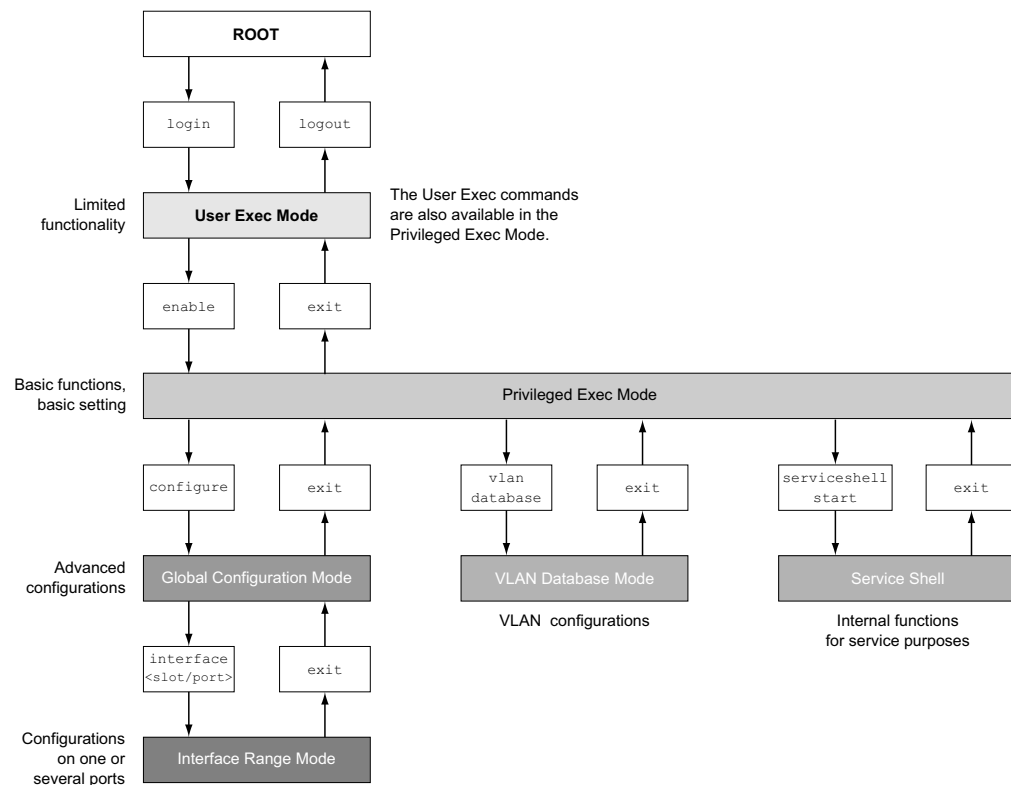 ROOT
login
logout
Limited
functionality
User Exec Mode
The User Exec commands
are also available in the
Privileged Exec Mode.
enable
exit
Basic functions,
basic setting
Privileged Exec Mode
configure
exit
vlan
database
exit
serviceshell
start
exit
Advanced
configurations
Global Configuration Mode
VLAN Database Mode
Service Shell
VLAN configurations
Internal functions
for service purposes
interface
<slot/port>
exit
Configurations
on one or
several ports
Interface Range Mode